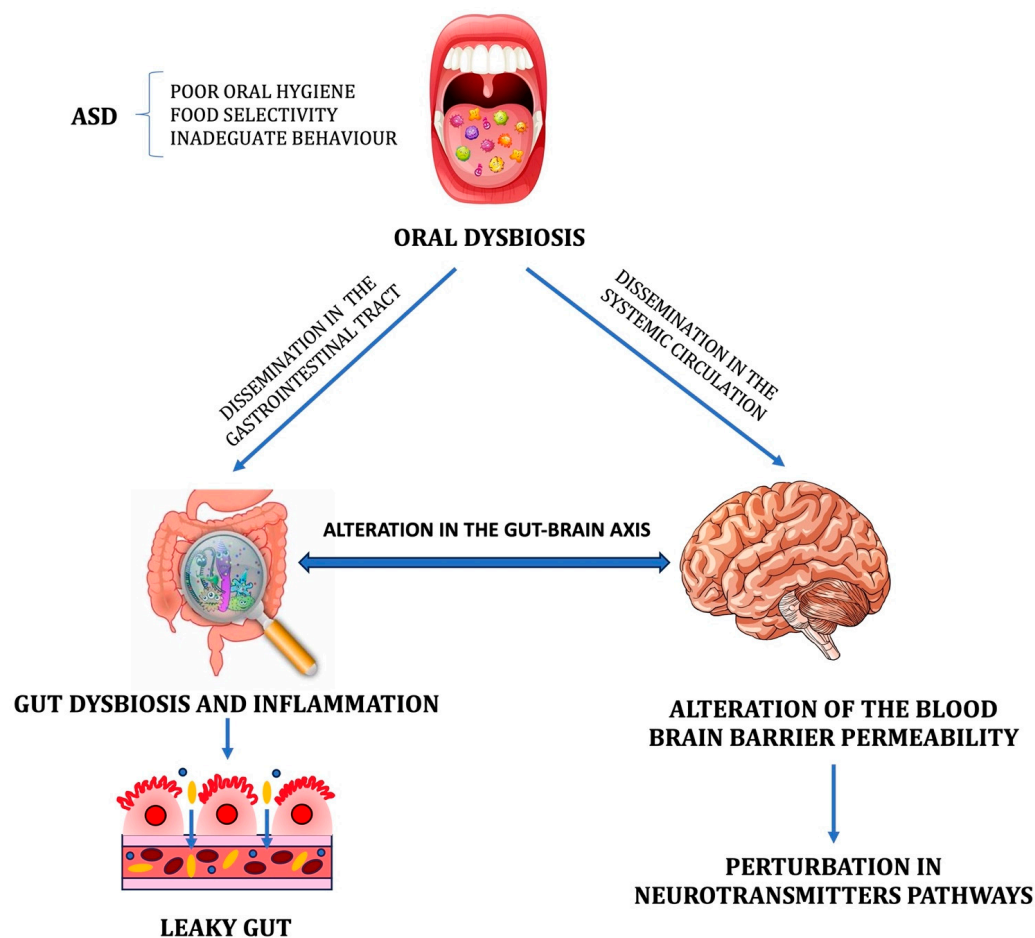 ASD
POOR ORAL HYGIENE
FOOD SELECTIVITY
INADEGUATE BEHAVIOUR
ORAL DYSBIOSIS
DISSEMINATION IN THE
GASTROINTESTINAL TRACT
DISSEMINATION IN THE
SYSTEMIC CIRCULATION
ALTERATION IN THE GUT-BRAIN AXIS
GUT DYSBIOSIS AND INFLAMMATION
ALTERATION OF THE BLOOD
BRAIN BARRIER PERMEABILITY
LEAKY GUT
PERTURBATION IN
NEUROTRANSMITTERS PATHWAYS